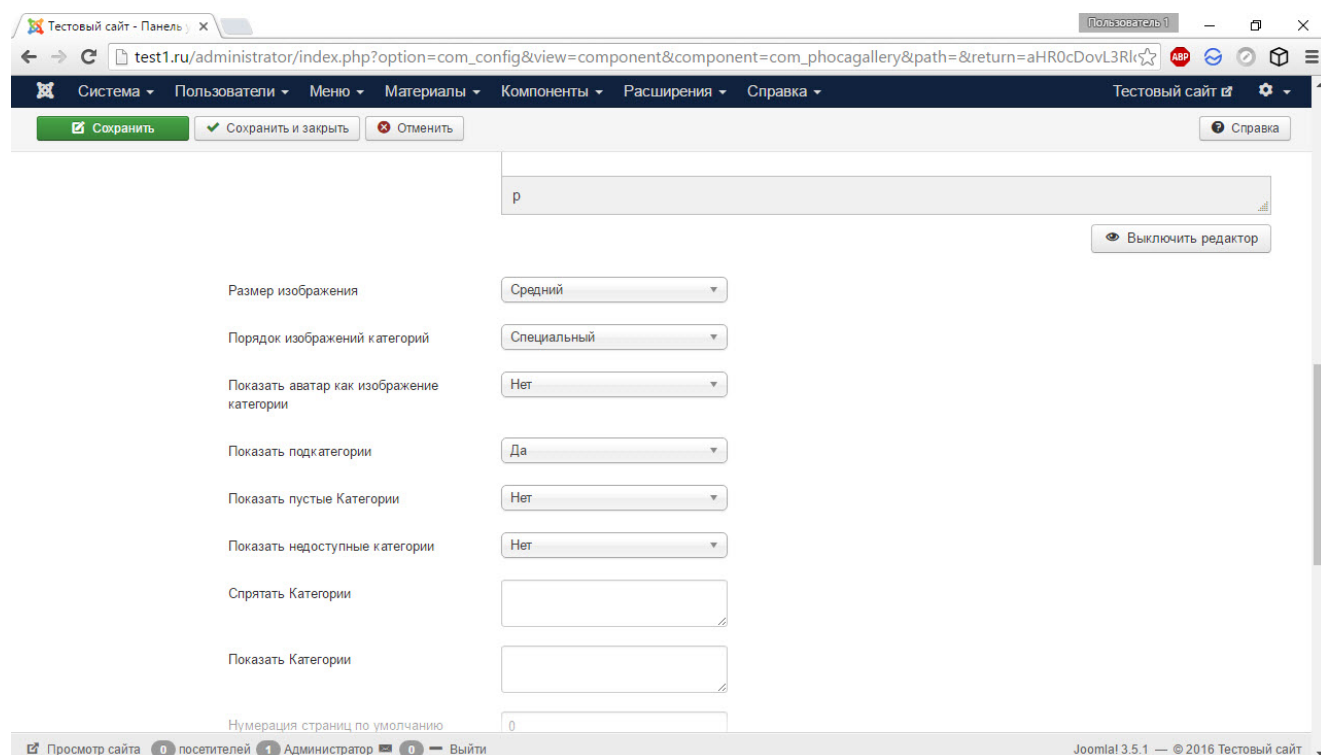 Тестовый сайт - Панель у
Пользователь 1
test1.ru/administrator/index.php?option=com_config&view=component&component=com_phocagallery&path=&return=aHR0cDovL3Rlc
ABP
Система Пользователи Меню Материалы Компоненты Расширения Справка Тестовый сайт
Сохранить Сохранить и закрыть Отменить Справка
p
Выключить редактор
Размер изображения Средний
Порядок изображений категорий Специальный
Показать аватар как изображение Нет
категории
Показать подкатегории Да
Показать пустые Категории Нет
Показать недоступные категории Нет
Спрятать Категории
Показать Категории
Нумерация страниц по умолчанию 0
Просмотр сайта 0 посетителей 1 Администратор 0 Выйти Joomla! 3.5.1 — © 2016 Тестовый сайт